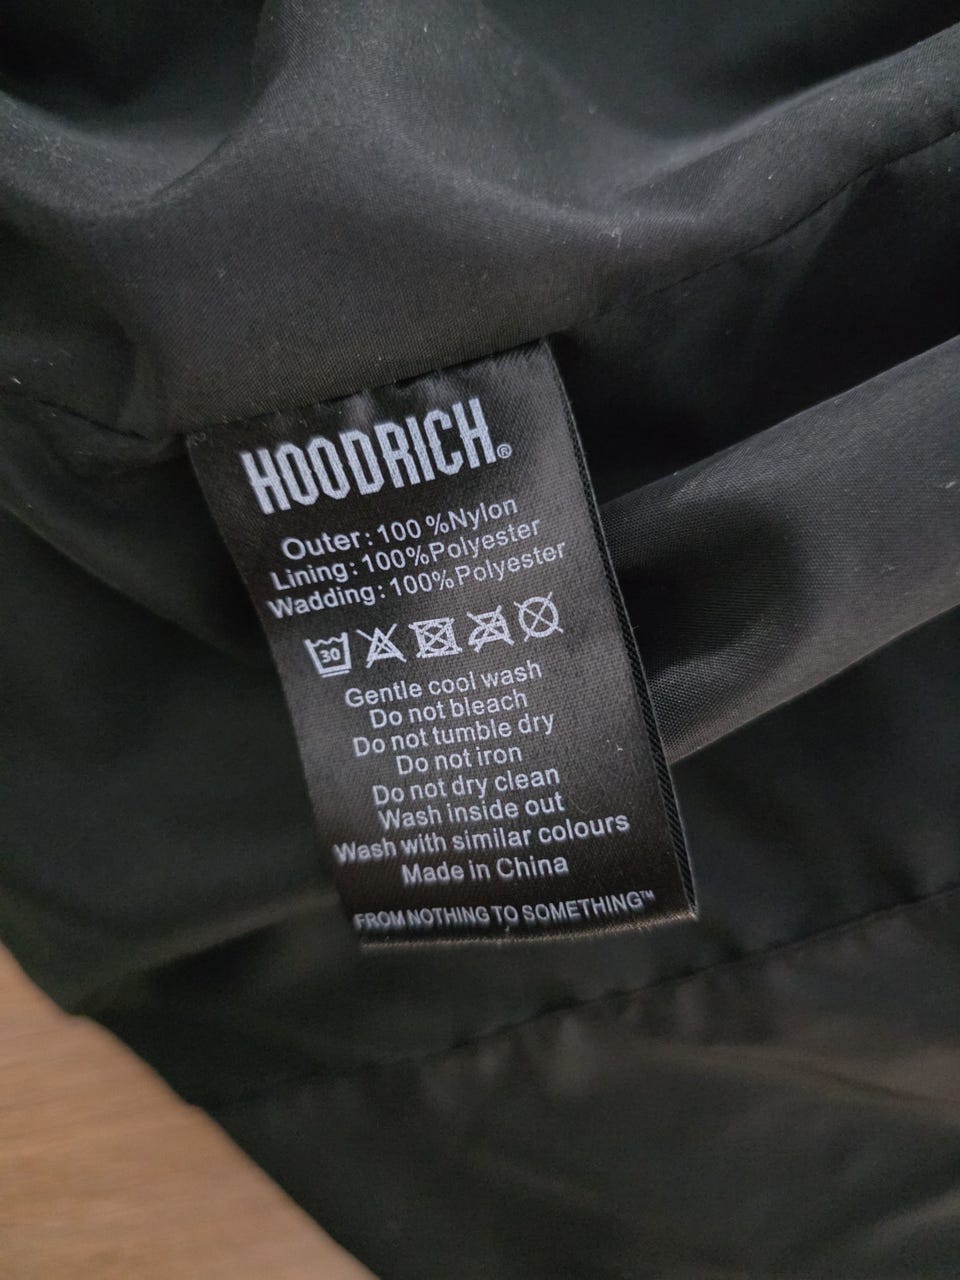 HOODRICH®
Outer: 100 %Nylon
Lining: 100%Polyester
Wadding: 100%Polyester
30
Gentle cool wash
Do not bleach
Do not tumble dry
Do not iron
Do not dry clean
Wash inside out
Wash with similar colours
Made in China
FROM NOTHING TO SOMETHING™